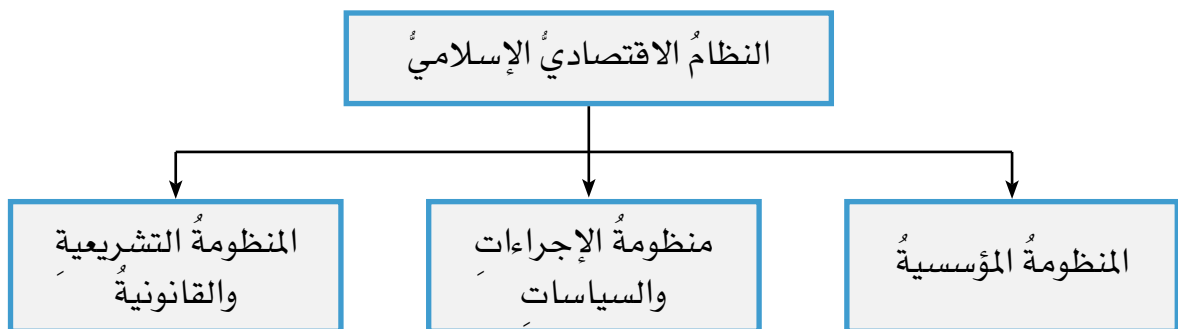 النظامُ الاقتصاديُّ الإسلاميُّ
المنظومةُ المؤسسيةُ
منظومةُ الإجراءاتِ
والسياساتِ
المنظومةُ التشريعيةِ
والقانونيةُ